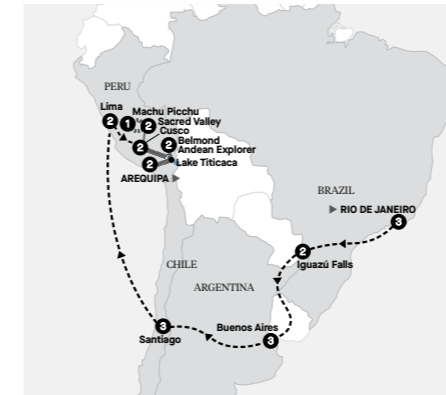 PERU
Lima
2
1
Machu Picchu
2
Sacred Valley
Cusco
2
2
Belmond
Andean Explorer
Lake Titicaca
2
AREQUIPA
BRAZIL
RIO DE JANEIRO
3
2
Iguazú Falls
CHILE
ARGENTINA
3
Santiago
Buenos Aires
3